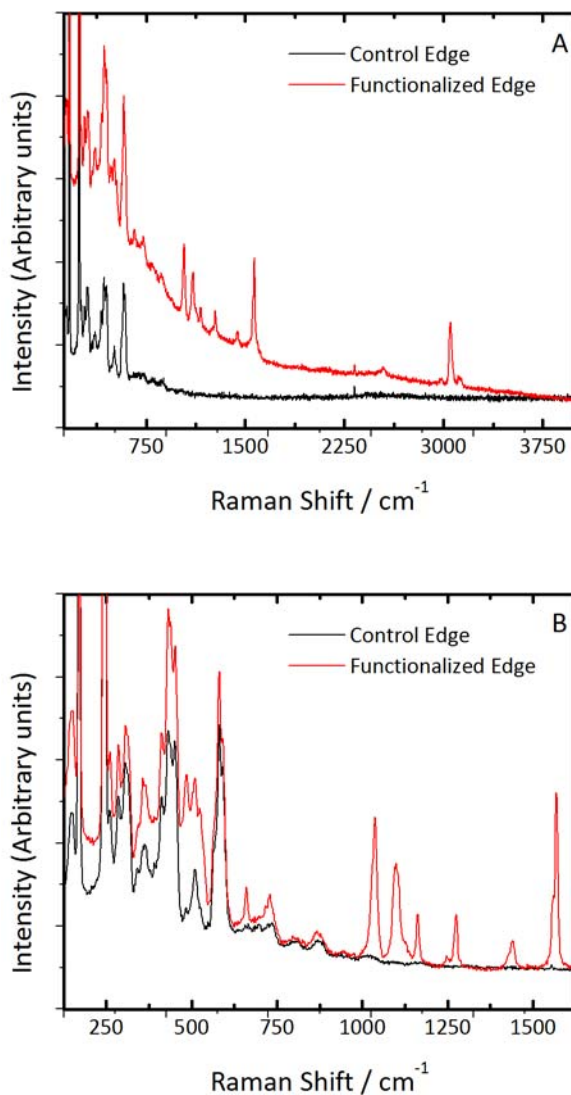 A
Control Edge
Functionalized Edge
Intensity (Arbitrary units)
750 1500 2250 3000 3750
Raman Shift / cm⁻¹
B
Control Edge
Functionalized Edge
Intensity (Arbitrary units)
250 500 750 1000 1250 1500
Raman Shift / cm⁻¹